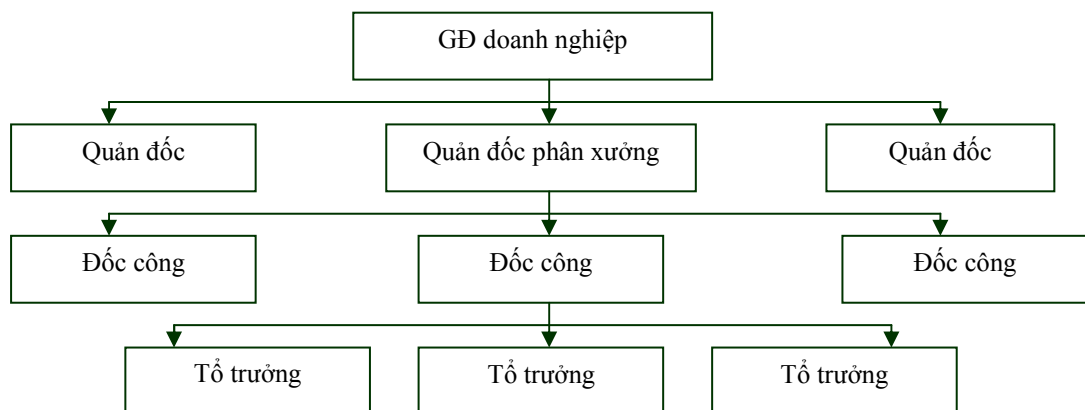 GĐ doanh nghiệp
Quản đốc
Quản đốc phân xưởng
Quản đốc
Đốc công
Đốc công
Đốc công
Tổ trưởng
Tổ trưởng
Tổ trưởng